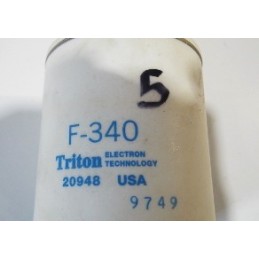 5
F-340
Triton ELECTRON TECHNOLOGY
20948 USA
9749